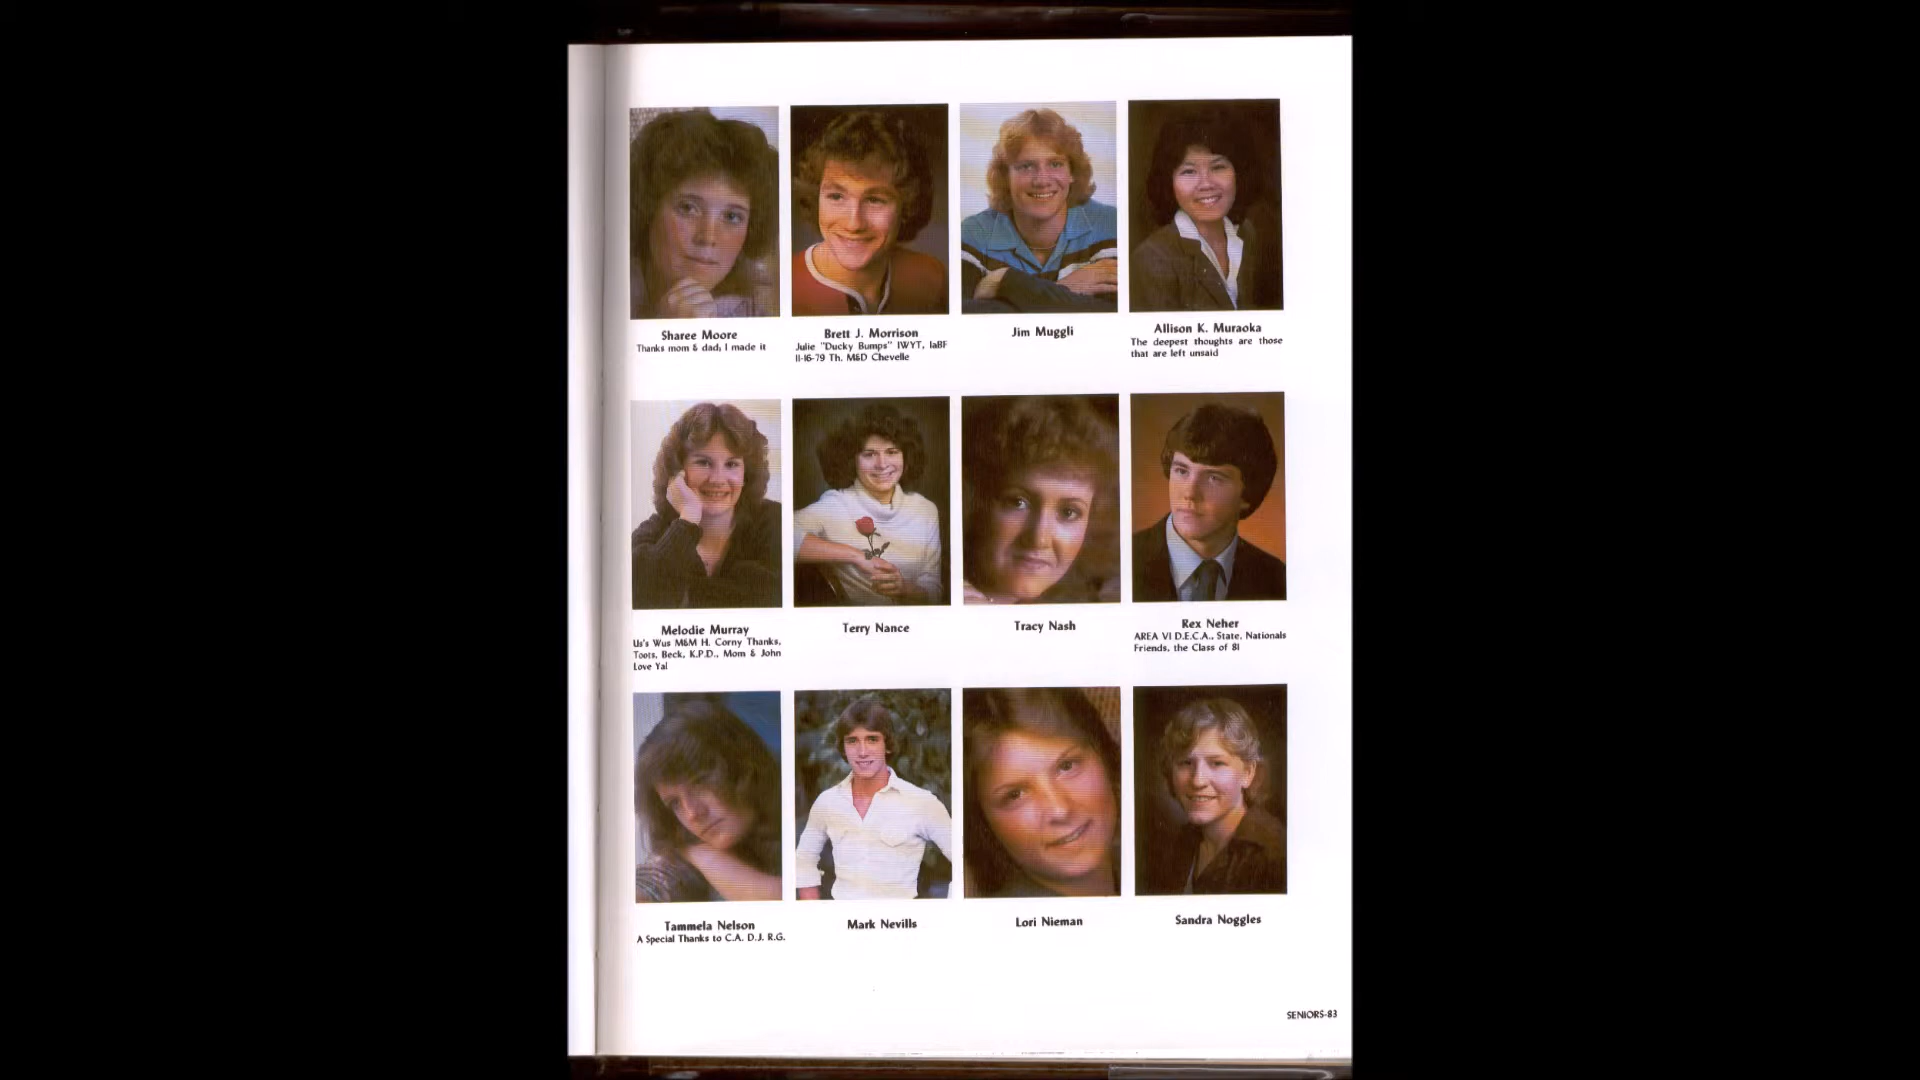 Sharee Moore
Thanks mom & dad, I made it
Brett J. Morrison
Julie "Ducky Bumps" IWYT, IaBF
11-16-79 Th. M&D Chevelle
Jim Muggli
Allison K. Muraoka
The deepest thoughts are those
that are left unsaid
Melodie Murray
Us's Wus M&M H. Corny Thanks,
Toots, Beck, K.P.D., Mom & John
Love Ya!
Terry Nance
Tracy Nash
Rex Neher
AREA VI D.E.C.A., State, Nationals
Friends, the Class of 81
Tammela Nelson
A Special Thanks to C.A. D.J. R.G.
Mark Nevills
Lori Nieman
Sandra Noggles
SENIORS-83